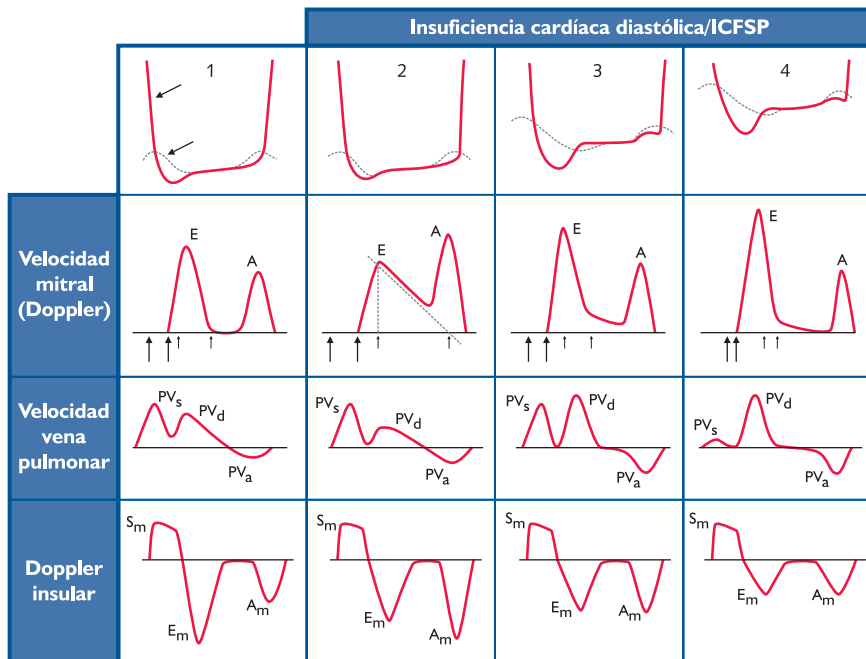 Insuficiencia cardíaca diastólica/ICFSP
1 2 3 4
Velocidad
mitral
(Doppler)
E A E A E A E A
Velocidad
vena
pulmonar
PVs PVd PVa PVs PVd PVa PVs PVd PVa PVs PVd PVa
Doppler
insular
Sm Em Am Sm Em Am Sm Em Am Sm Em Am